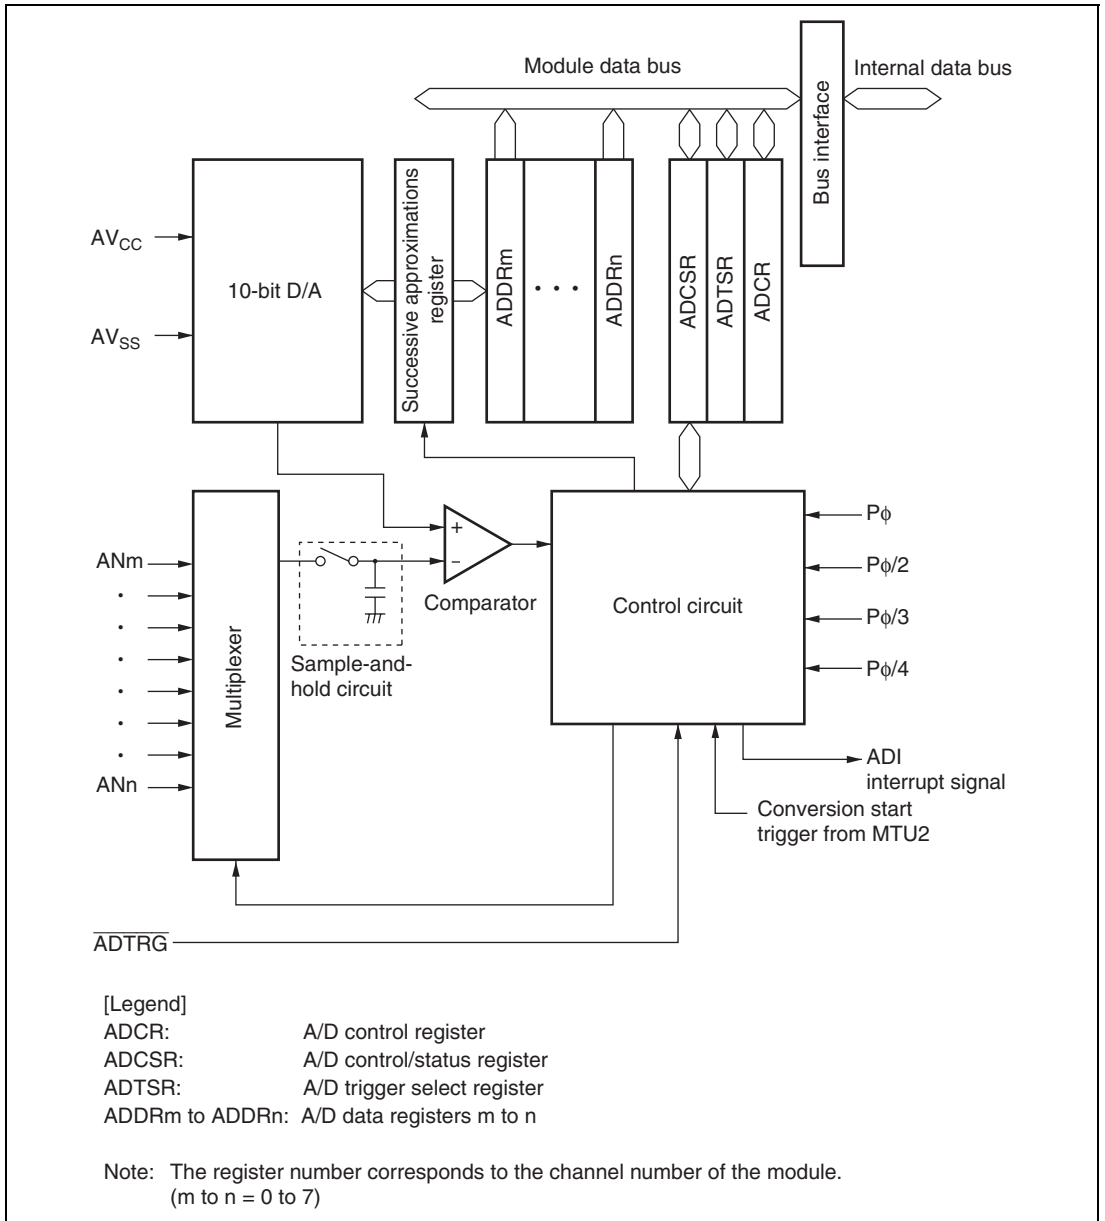 Module data bus
Internal data bus
Bus interface
AVCC
AVSS
10-bit D/A
Successive approximations
register
ADDRm
• • •
ADDRn
ADCSR
ADTSR
ADCR
ANm
.
.
.
.
.
.
ANn
Multiplexer
Sample-and-
hold circuit
+
−
Comparator
Control circuit
Pϕ
Pϕ/2
Pϕ/3
Pϕ/4
ADI
interrupt signal
Conversion start
trigger from MTU2
ADTRG
[Legend]
ADCR: A/D control register
ADCSR: A/D control/status register
ADTSR: A/D trigger select register
ADDRm to ADDRn: A/D data registers m to n
Note: The register number corresponds to the channel number of the module.
(m to n = 0 to 7)